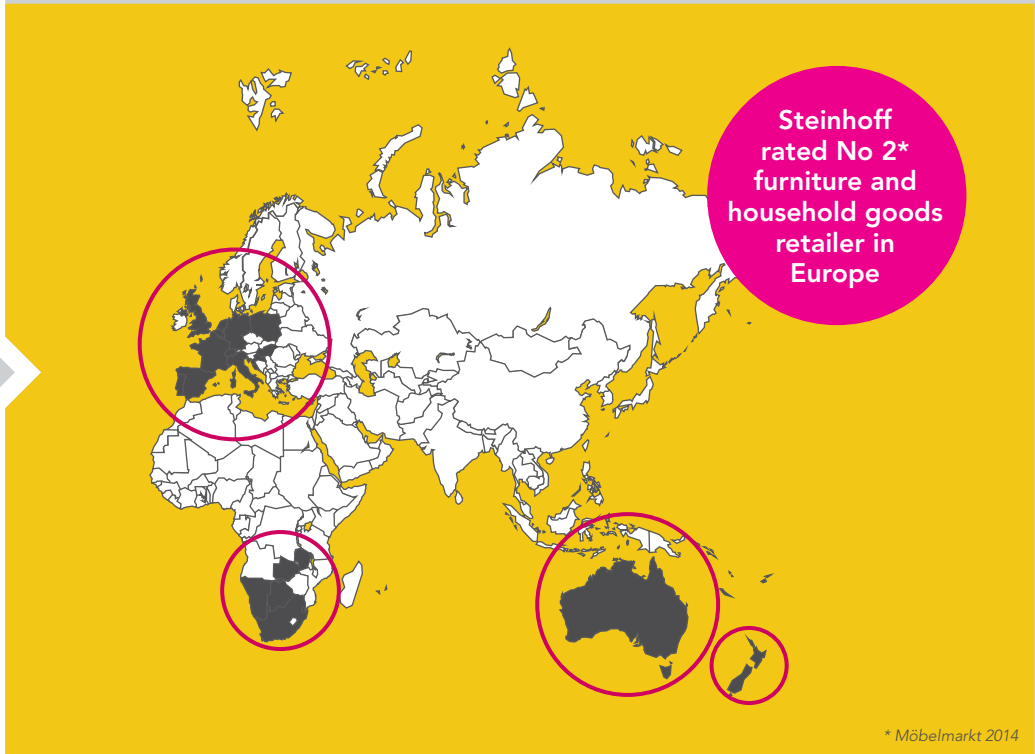 Steinhoff
rated No 2*
furniture and
household goods
retailer in
Europe
* Möbelmarkt 2014